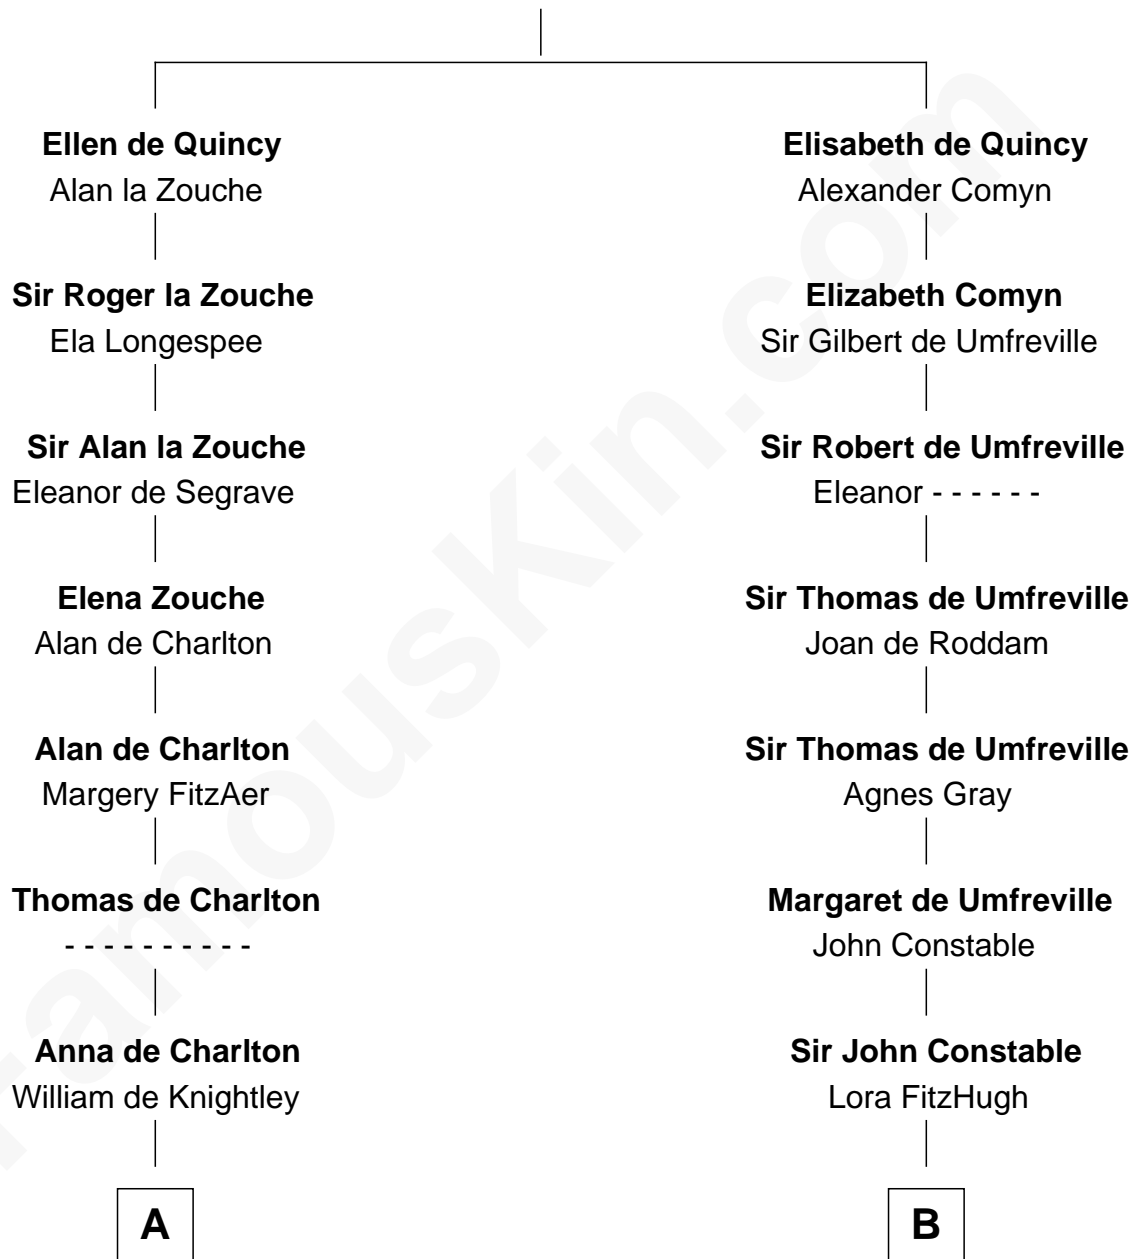 Ellen de Quincy
Alan la Zouche
Elisabeth de Quincy
Alexander Comyn
Sir Roger la Zouche
Ela Longespee
Elizabeth Comyn
Sir Gilbert de Umfreville
Sir Alan la Zouche
Eleanor de Segrave
Sir Robert de Umfreville
Eleanor - - - - - -
Elena Zouche
Alan de Charlton
Sir Thomas de Umfreville
Joan de Roddam
Alan de Charlton
Margery FitzAer
Sir Thomas de Umfreville
Agnes Gray
Thomas de Charlton
- - - - - - - - - -
Margaret de Umfreville
John Constable
Anna de Charlton
William de Knightley
Sir John Constable
Lora FitzHugh
A
B
FamousKin.com